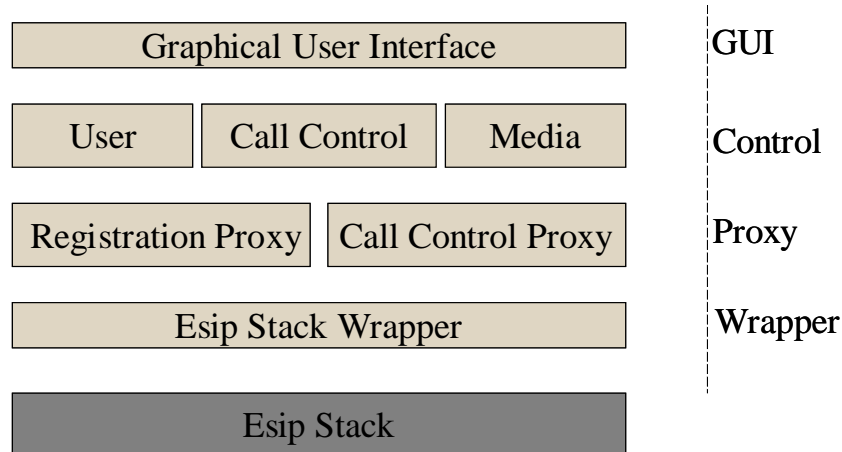 Graphical User Interface
GUI
User
Call Control
Media
Control
Registration Proxy
Call Control Proxy
Proxy
Esip Stack Wrapper
Wrapper
Esip Stack